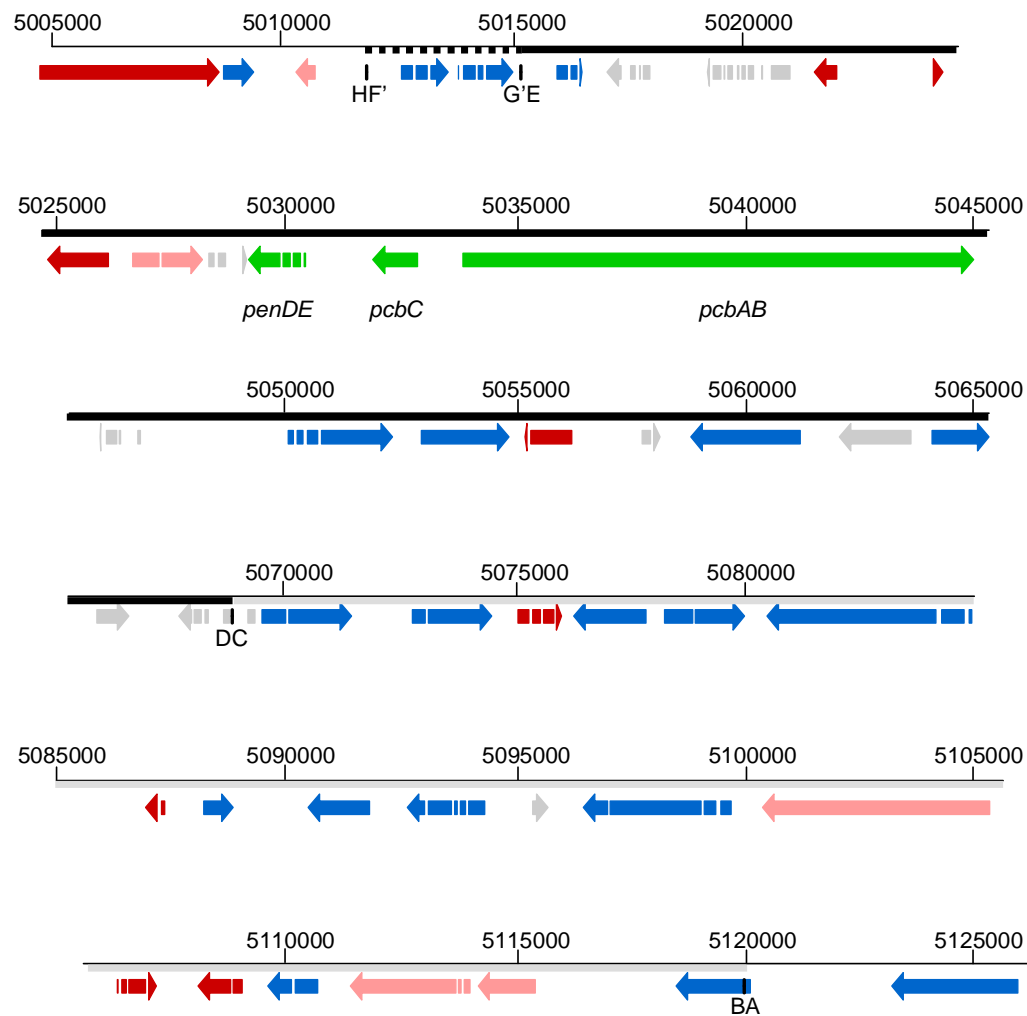 5005000 5010000 5015000 5020000
HF' G'E
5025000 5030000 5035000 5040000 5045000
penDE pcbC pcbAB
5050000 5055000 5060000 5065000
5070000 5075000 5080000
DC
5085000 5090000 5095000 5100000 5105000
5110000 5115000 5120000 5125000
BA